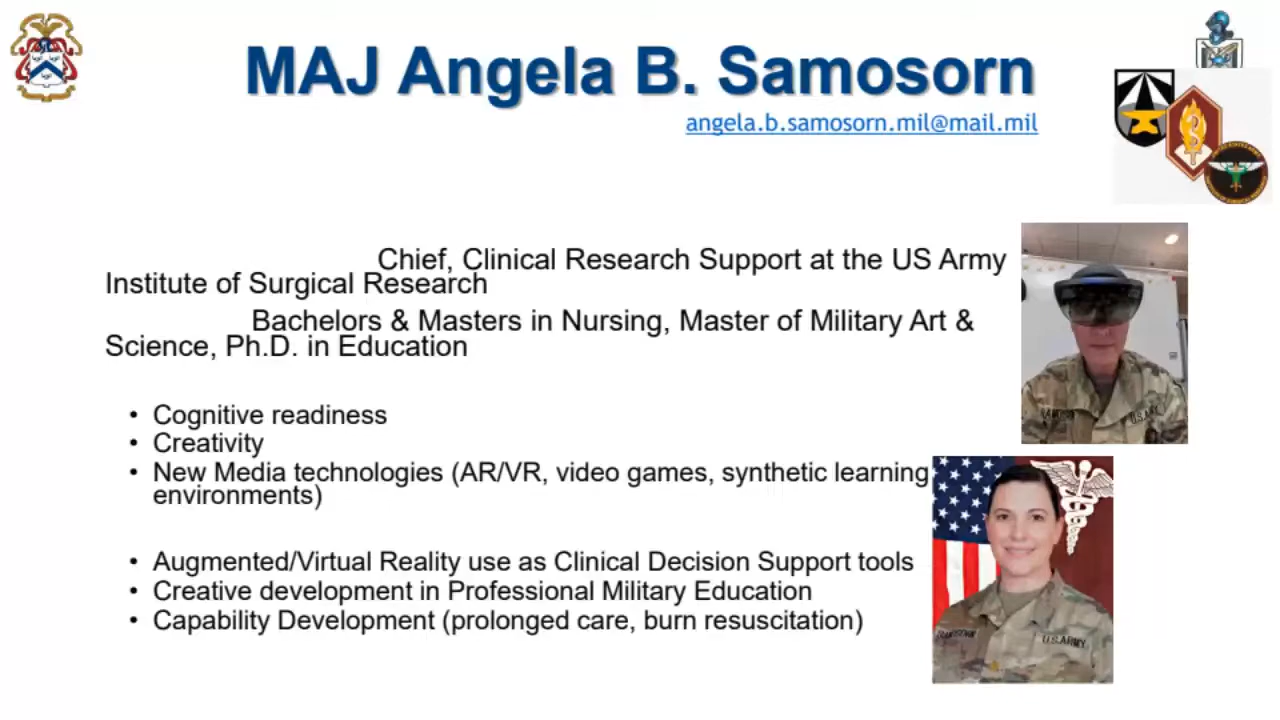 MAJ Angela B. Samosorn
angela.b.samosorn.mil@mail.mil
Chief, Clinical Research Support at the US Army
Institute of Surgical Research
Bachelors & Masters in Nursing, Master of Military Art &
Science, Ph.D. in Education
• Cognitive readiness
• Creativity
• New Media technologies (AR/VR, video games, synthetic learning
environments)
• Augmented/Virtual Reality use as Clinical Decision Support tools
• Creative development in Professional Military Education
• Capability Development (prolonged care, burn resuscitation)
U.S. ARMY
U.S. ARMY